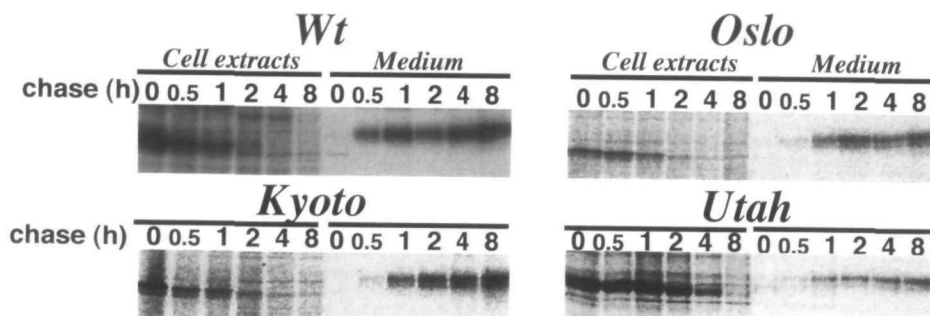 Wt Oslo
Cell extracts Medium Cell extracts Medium
chase (h) 0 0.5 1 2 4 8 0 0.5 1 2 4 8 0 0.5 1 2 4 8 0 0.5 1 2 4 8
Kyoto Utah
chase (h) 0 0.5 1 2 4 8 0 0.5 1 2 4 8 0 0.5 1 2 4 8 0 0.5 1 2 4 8